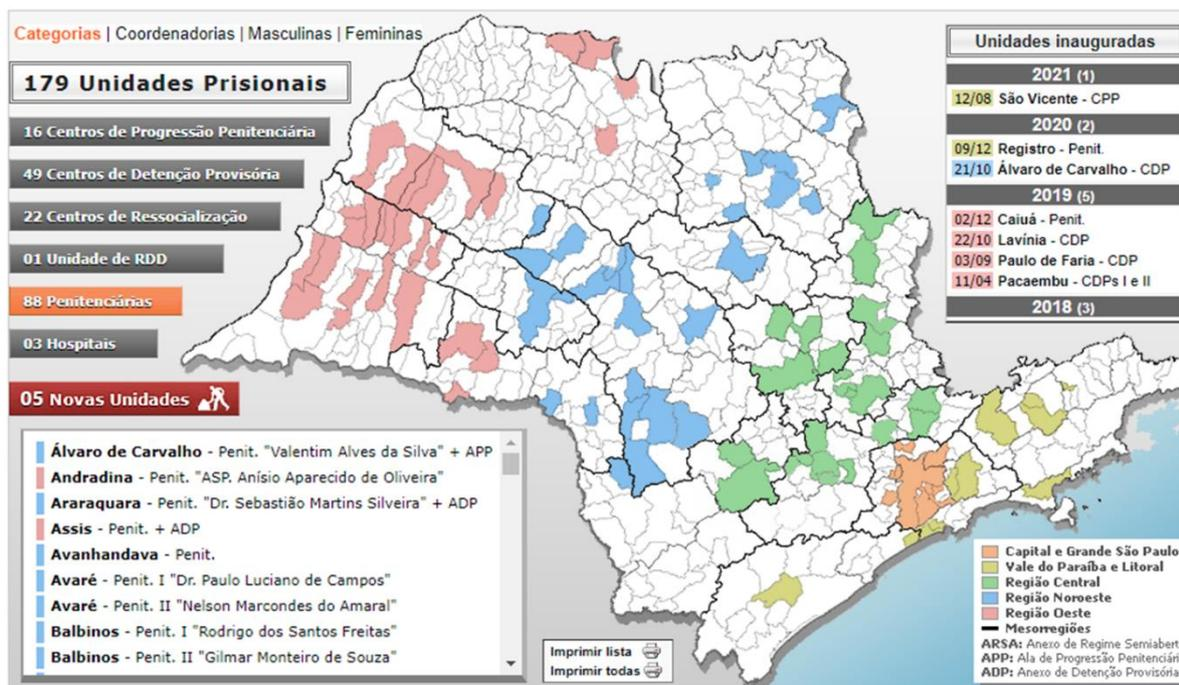 Categorias | Coordenadorias | Masculinas | Femininas
179 Unidades Prisionais
16 Centros de Progressão Penitenciária
49 Centros de Detenção Provisória
22 Centros de Ressocialização
01 Unidade de RDD
88 Penitenciárias
03 Hospitais
05 Novas Unidades
Álvaro de Carvalho - Penit. "Valentim Alves da Silva" + APP
Andradina - Penit. "ASP. Anísio Aparecido de Oliveira"
Araraquara - Penit. "Dr. Sebastião Martins Silveira" + ADP
Assis - Penit. + ADP
Avanhandava - Penit.
Avaré - Penit. I "Dr. Paulo Luciano de Campos"
Avaré - Penit. II "Nelson Marcondes do Amaral"
Balbinos - Penit. I "Rodrigo dos Santos Freitas"
Balbinos - Penit. II "Gilmar Monteiro de Souza"
Imprimir lista
Imprimir todas
Unidades inauguradas
2021 (1)
12/08 São Vicente - CPP
2020 (2)
09/12 Registro - Penit.
21/10 Álvaro de Carvalho - CDP
2019 (5)
02/12 Caiuá - Penit.
22/10 Lavínia - CDP
03/09 Paulo de Faria - CDP
11/04 Pacaembu - CDPs I e II
2018 (3)
Capital e Grande São Paulo
Vale do Paraíba e Litoral
Região Central
Região Noroeste
Região Oeste
Mesorregiões
ARSA: Anexo de Regime Semiabert
APP: Ala de Progressão Penitenciári
ADP: Anexo de Detenção Provisória